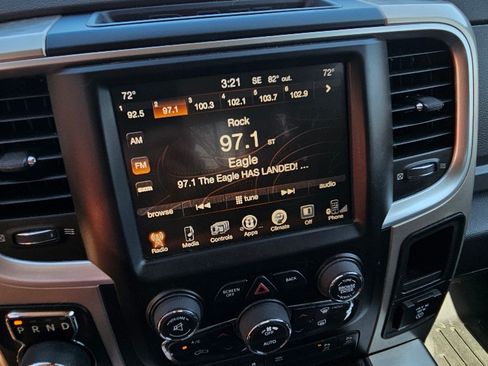 72° 3:21 SE 82° out. 72°
1 92.5 2 97.1 3 100.3 4 102.1 5 103.7 6 102.9
Rock
AM
97.1 ST
FM
Eagle
97.1 The Eagle HAS LANDED! ...
browse tune audio
Radio Media Controls Apps Climate Off Phone
SCREEN OFF BACK
VOLUME
A/C AUTO
P R N D